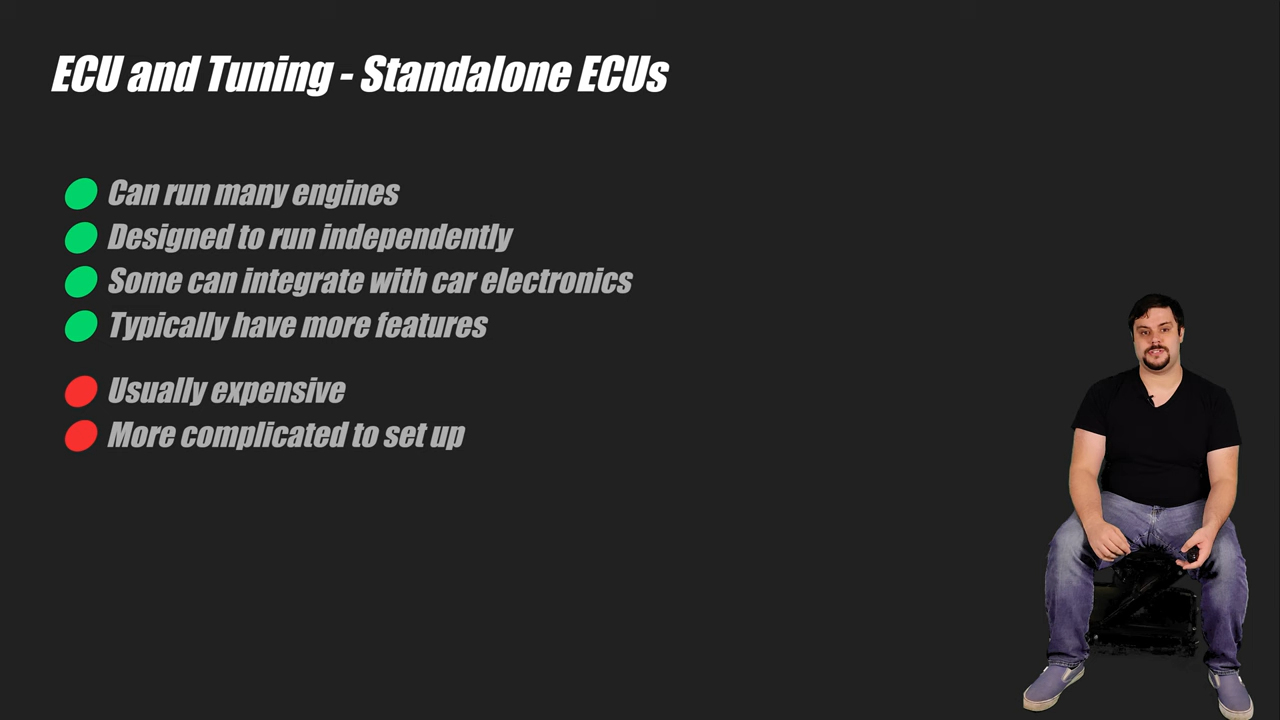 ECU and Tuning - Standalone ECUs
Can run many engines
Designed to run independently
Some can integrate with car electronics
Typically have more features
Usually expensive
More complicated to set up